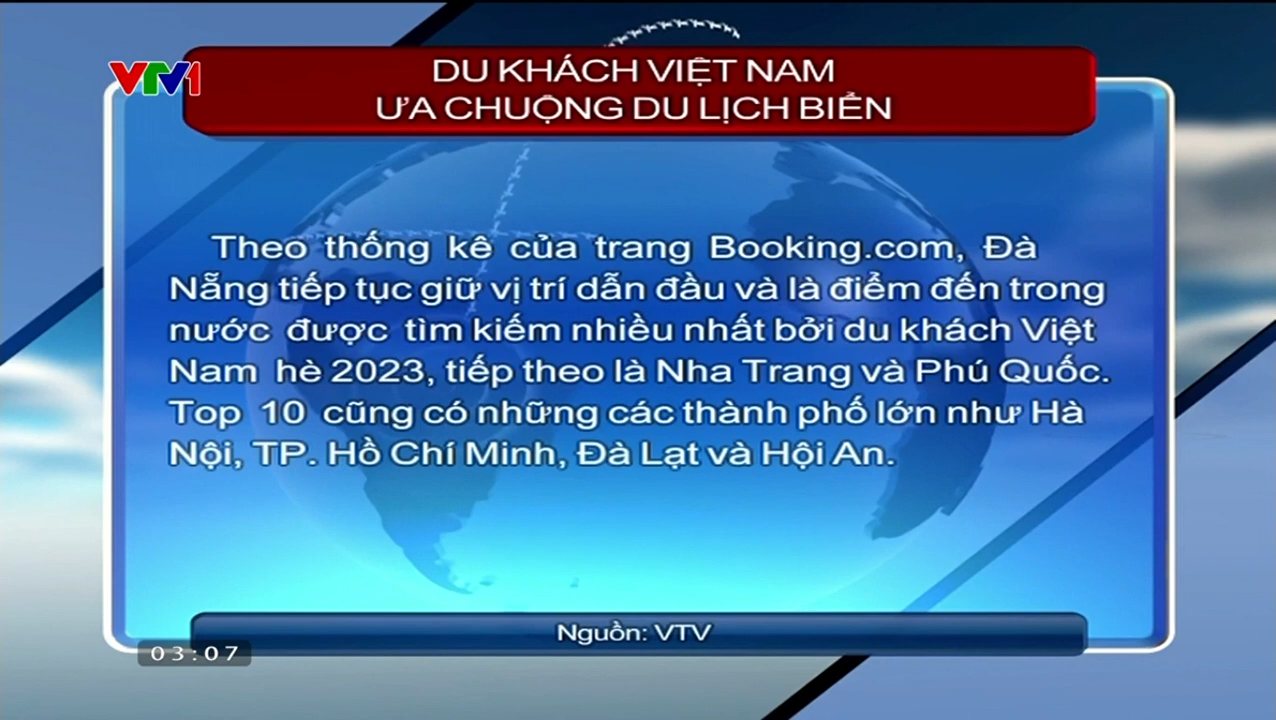 VTV1
DU KHÁCH VIỆT NAM
ƯA CHUỘNG DU LỊCH BIỂN
Theo thống kê của trang Booking.com, Đà
Nẵng tiếp tục giữ vị trí dẫn đầu và là điểm đến trong
nước được tìm kiếm nhiều nhất bởi du khách Việt
Nam hè 2023, tiếp theo là Nha Trang và Phú Quốc.
Top 10 cũng có những các thành phố lớn như Hà
Nội, TP. Hồ Chí Minh, Đà Lạt và Hội An.
Nguồn: VTV
03:07